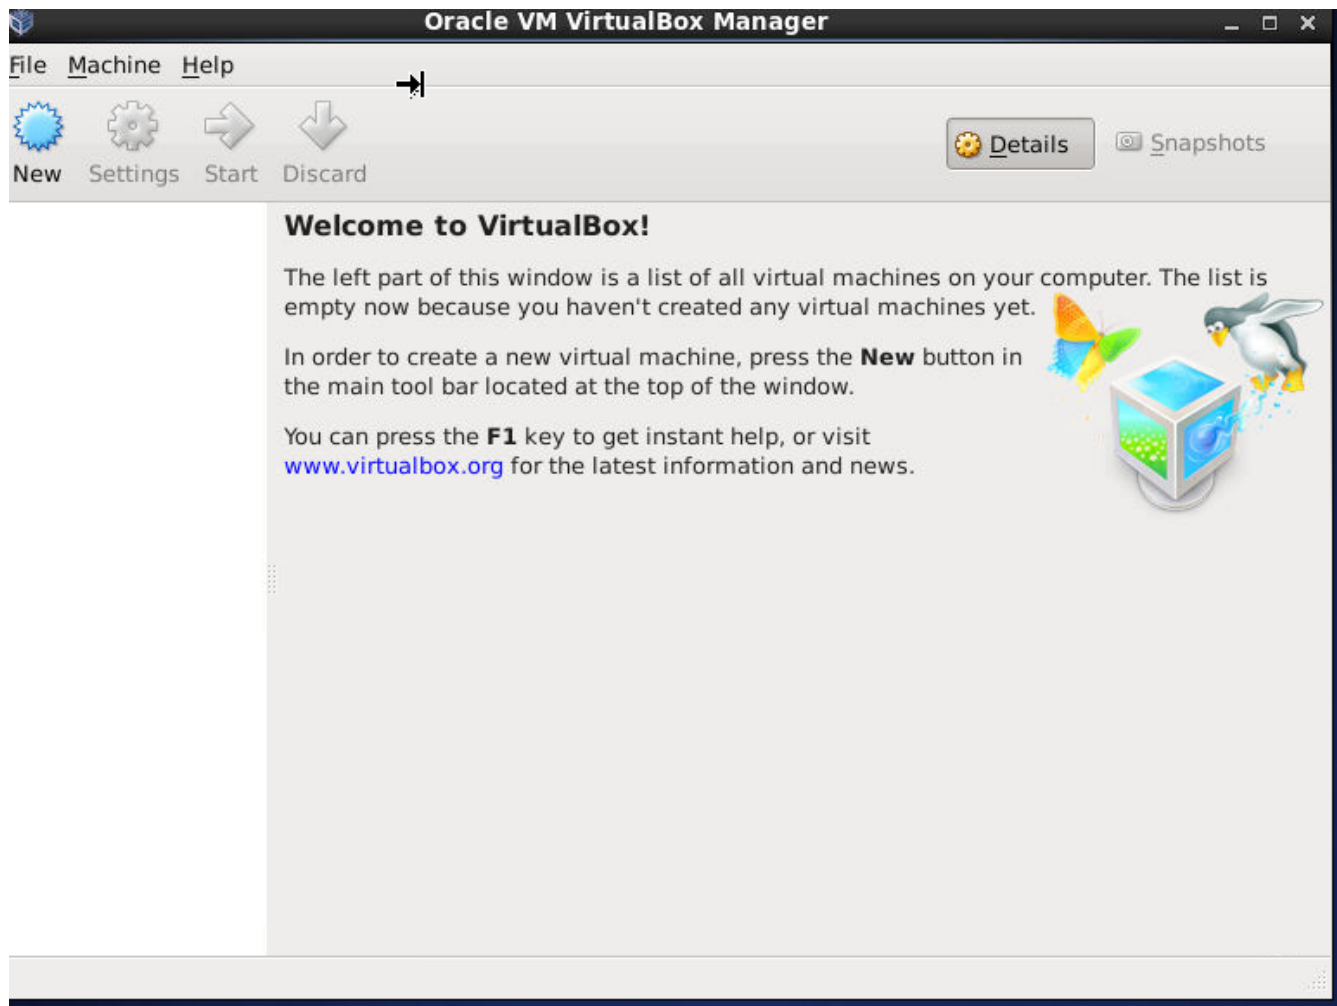 Oracle VM VirtualBox Manager
File Machine Help
New Settings Start Discard Details Snapshots
Welcome to VirtualBox!
The left part of this window is a list of all virtual machines on your computer. The list is
empty now because you haven't created any virtual machines yet.
In order to create a new virtual machine, press the New button in
the main tool bar located at the top of the window.
You can press the F1 key to get instant help, or visit
www.virtualbox.org for the latest information and news.